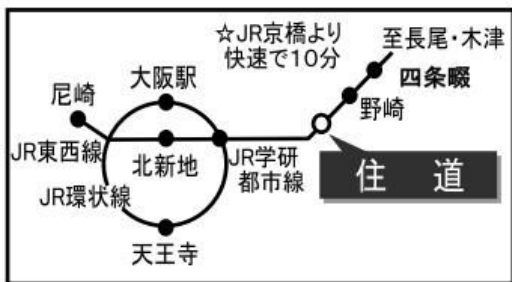 ☆JR京橋より
快速で10分
至長尾・木津
四条畷
野崎
大阪駅
尼崎
JR東西線
北新地
JR学研
都市線
住 道
JR環状線
天王寺